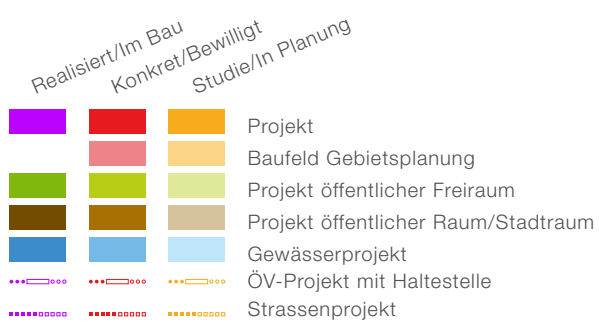 Realisiert/Im Bau
Konkret/Bewilligt
Studie/In Planung
Projekt
Baufeld Gebietsplanung
Projekt öffentlicher Freiraum
Projekt öffentlicher Raum/Stadtraum
Gewässerprojekt
ÖV-Projekt mit Haltestelle
Strassenprojekt